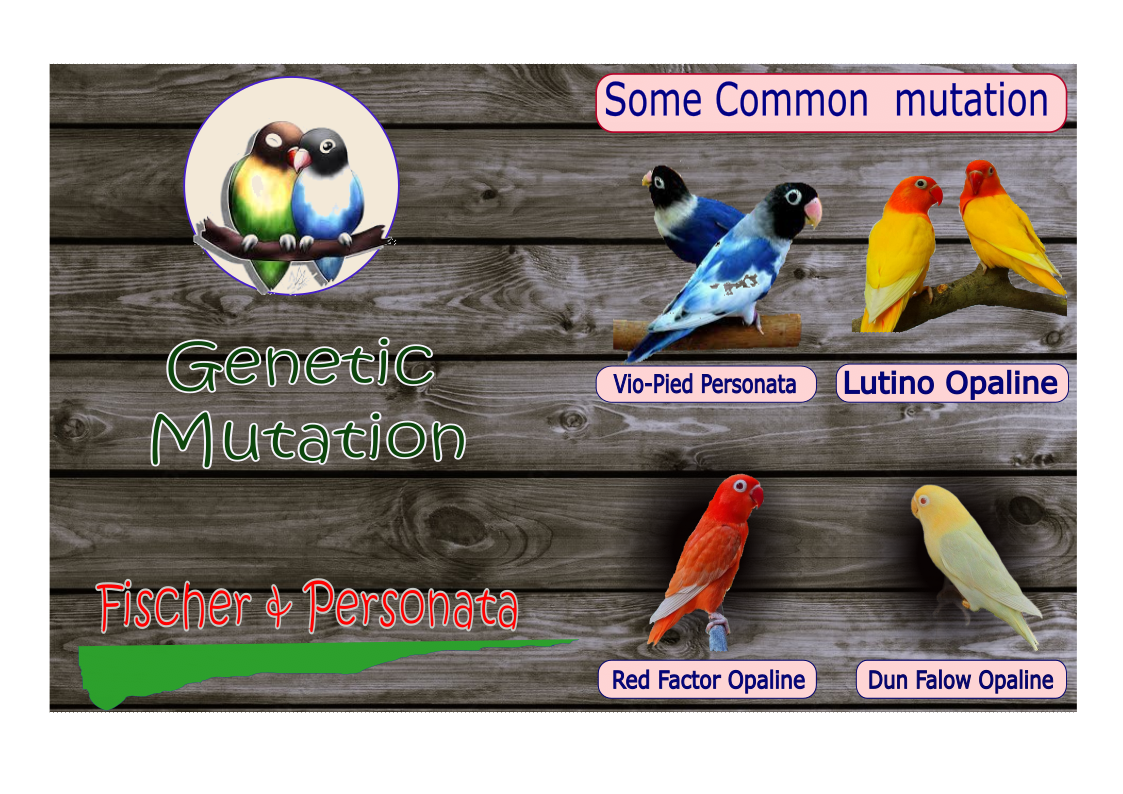 Genetic
Mutation
Fischer & Personata
Some Common mutation
Vio-Pied Personata
Lutino Opaline
Red Factor Opaline
Dun Falow Opaline